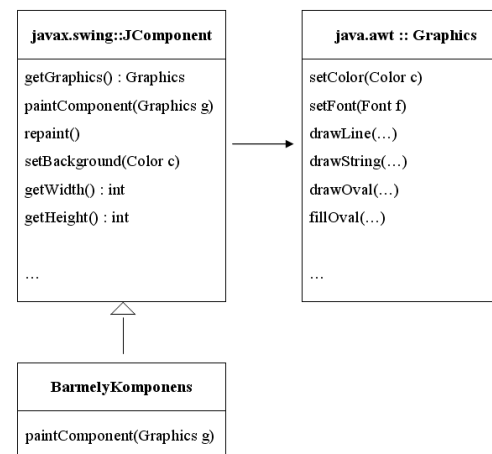 javax.swing::JComponent
getGraphics() : Graphics
paintComponent(Graphics g)
repaint()
setBackground(Color c)
getWidth() : int
getHeight() : int
...
java.awt :: Graphics
setColor(Color c)
setFont(Font f)
drawLine(...)
drawString(...)
drawOval(...)
fillOval(...)
...
BarmelyKomponens
paintComponent(Graphics g)